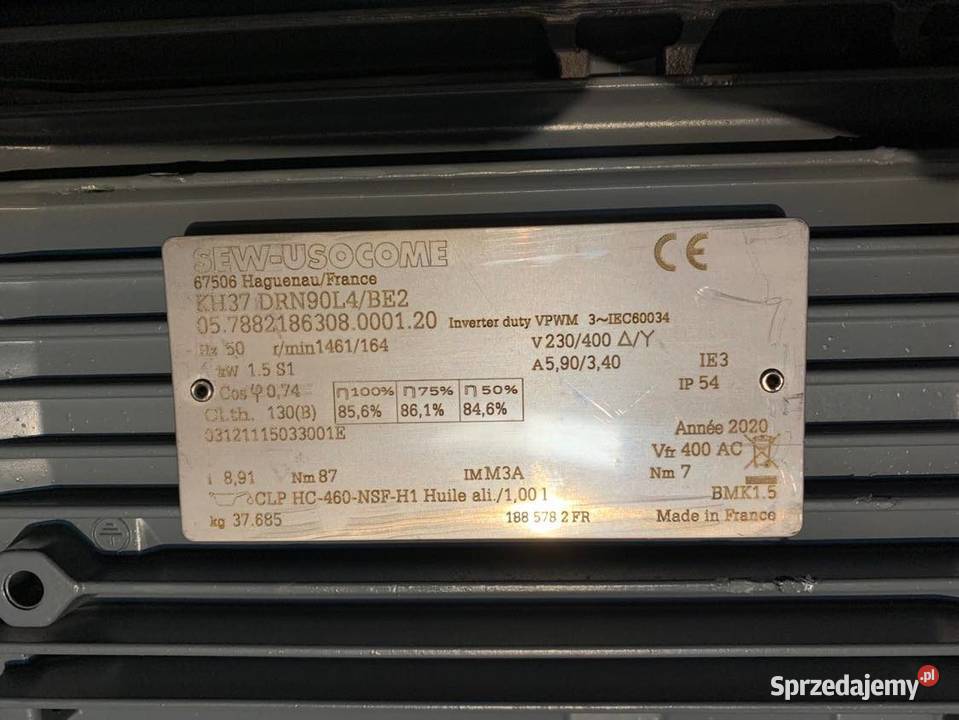 SEW-USOCOME
CE
67506 Haguenau/France
KH37 DRN90L4/BE2
05.7882186308.0001.20 Inverter duty VPWM 3~IEC60034
Hz 50 r/min1461/164 V 230/400 Δ/Y
kW 1.5 S1 A 5,90/3,40 IE3
Cosφ 0,74 η100% η75% η50% IP 54
Cl.th. 130(B) 85,6% 86,1% 84,6%
03121115033001E Année 2020
Vfr 400 AC
i 8,91 Nm 87 IM M3A Nm 7
CLP HC-460-NSF-H1 Huile ali./1,00 l BMK1.5
kg 37.685 188 578 2 FR Made in France
Sprzedajemy.pl